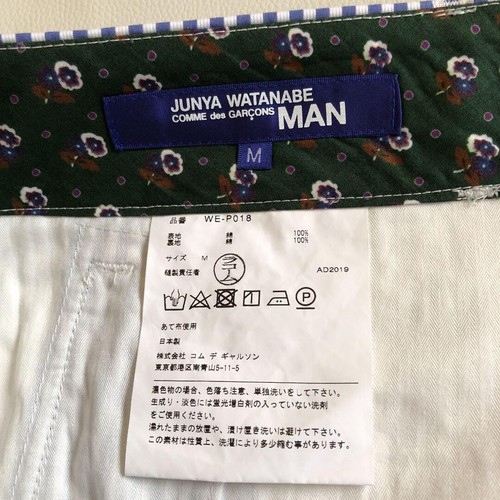 JUNYA WATANABE
COMME des GARÇONS MAN
M
品番 WE-P018
表地 綿 100%
裏地 綿 100%
サイズ M
縫製責任者 AD2019
あて布使用
日本製
株式会社 コム デ ギャルソン
東京都港区南青山5-11-5
濃色物の場合、色落ち注意、単独洗いをして下さい。
生成り・淡色には蛍光増白剤の入っていない洗剤
をご使用ください。
濡れたままの放置や、漬け置き洗いは避けて下さい。
この素材は性質上、洗濯により多少縮む事があります。